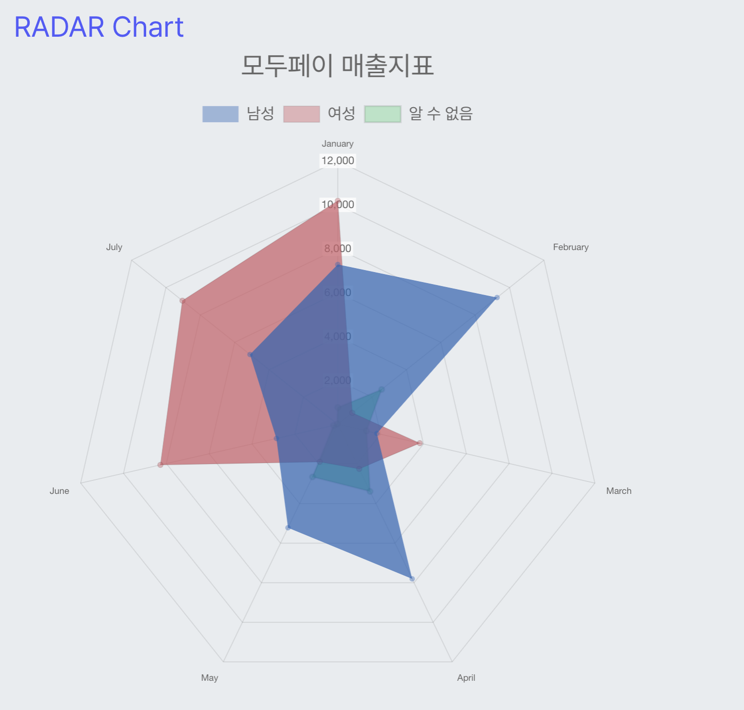 RADAR Chart
모두페이 매출지표
남성 여성 알 수 없음
January
12,000
10,000
8,000
July February
6,000
4,000
2,000
June March
May April